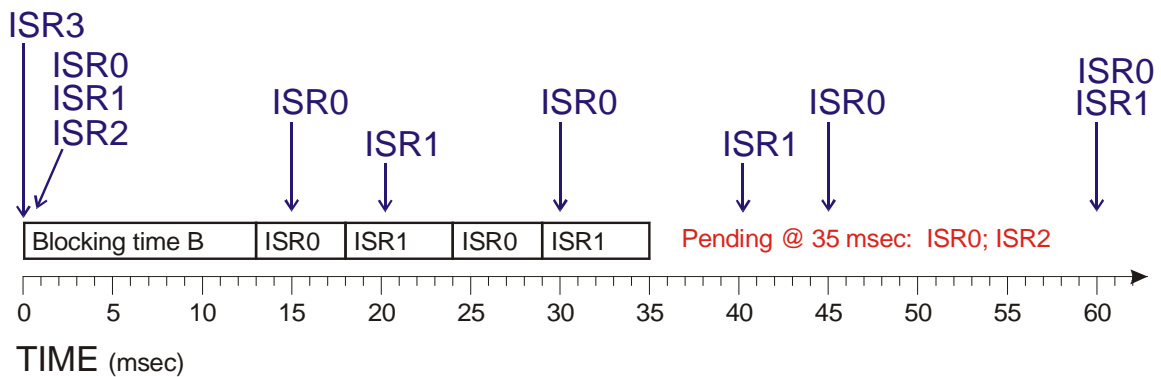 ISR3
ISR0
ISR1
ISR2
ISR0
ISR1
ISR0
ISR1
ISR0
ISR0
ISR1
Blocking time B
ISR0
ISR1
ISR0
ISR1
Pending @ 35 msec: ISR0; ISR2
0 5 10 15 20 25 30 35 40 45 50 55 60
TIME (msec)